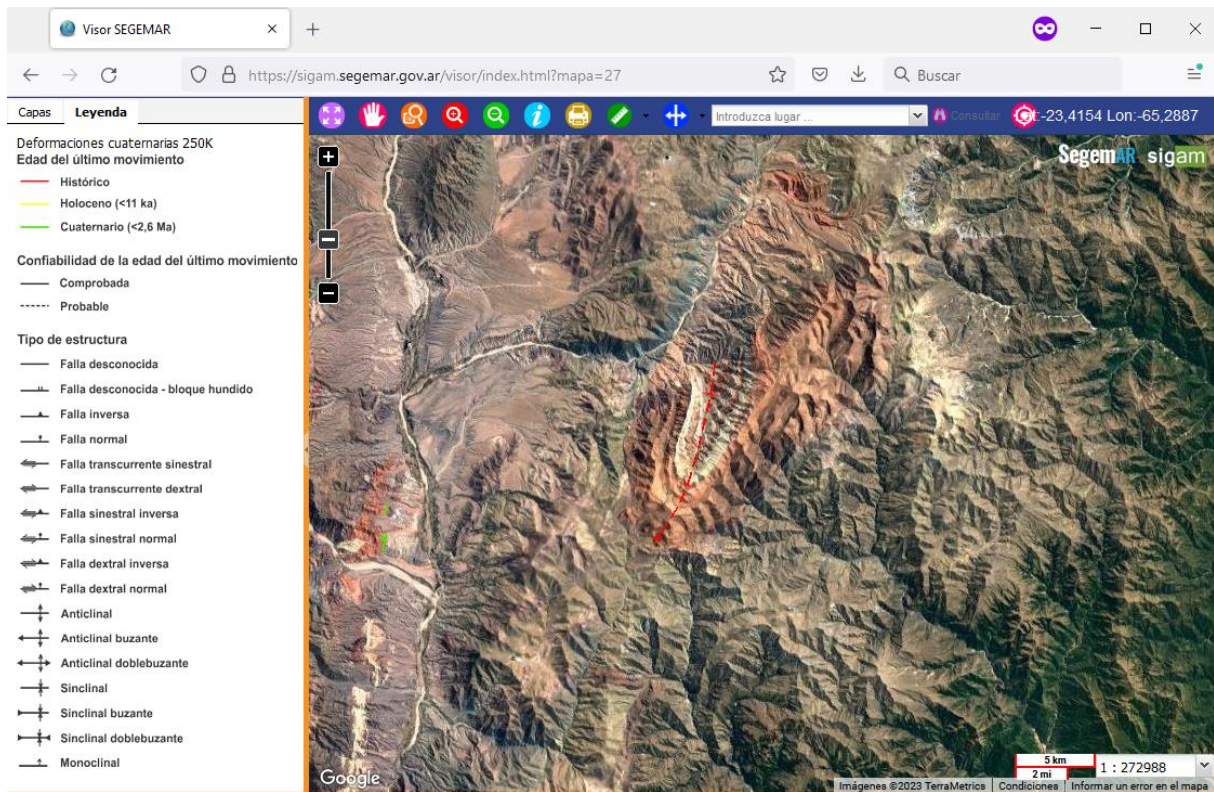 Visor SEGEMAR
https://sigam.segemar.gov.ar/visor/index.html?mapa=27
Buscar
Capas Leyenda
Introduzca lugar ...
Consultar
-23,4154 Lon:-65,2887
Deformaciones cuaternarias 250K
Edad del último movimiento
Histórico
Holoceno (<11 ka)
Cuaternario (<2,6 Ma)
Confiabilidad de la edad del último movimiento
Comprobada
Probable
Tipo de estructura
Falla desconocida
Falla desconocida - bloque hundido
Falla inversa
Falla normal
Falla transcurrente sinestral
Falla transcurrente dextral
Falla sinestral inversa
Falla sinestral normal
Falla dextral inversa
Falla dextral normal
Anticlinal
Anticlinal buzante
Anticlinal doblebuzante
Sinclinal
Sinclinal buzante
Sinclinal doblebuzante
Monoclinal
SegemAR sigam
Google
5 km
2 mi
1 : 272988
Imágenes ©2023 TerraMetrics Condiciones Informar un error en el mapa